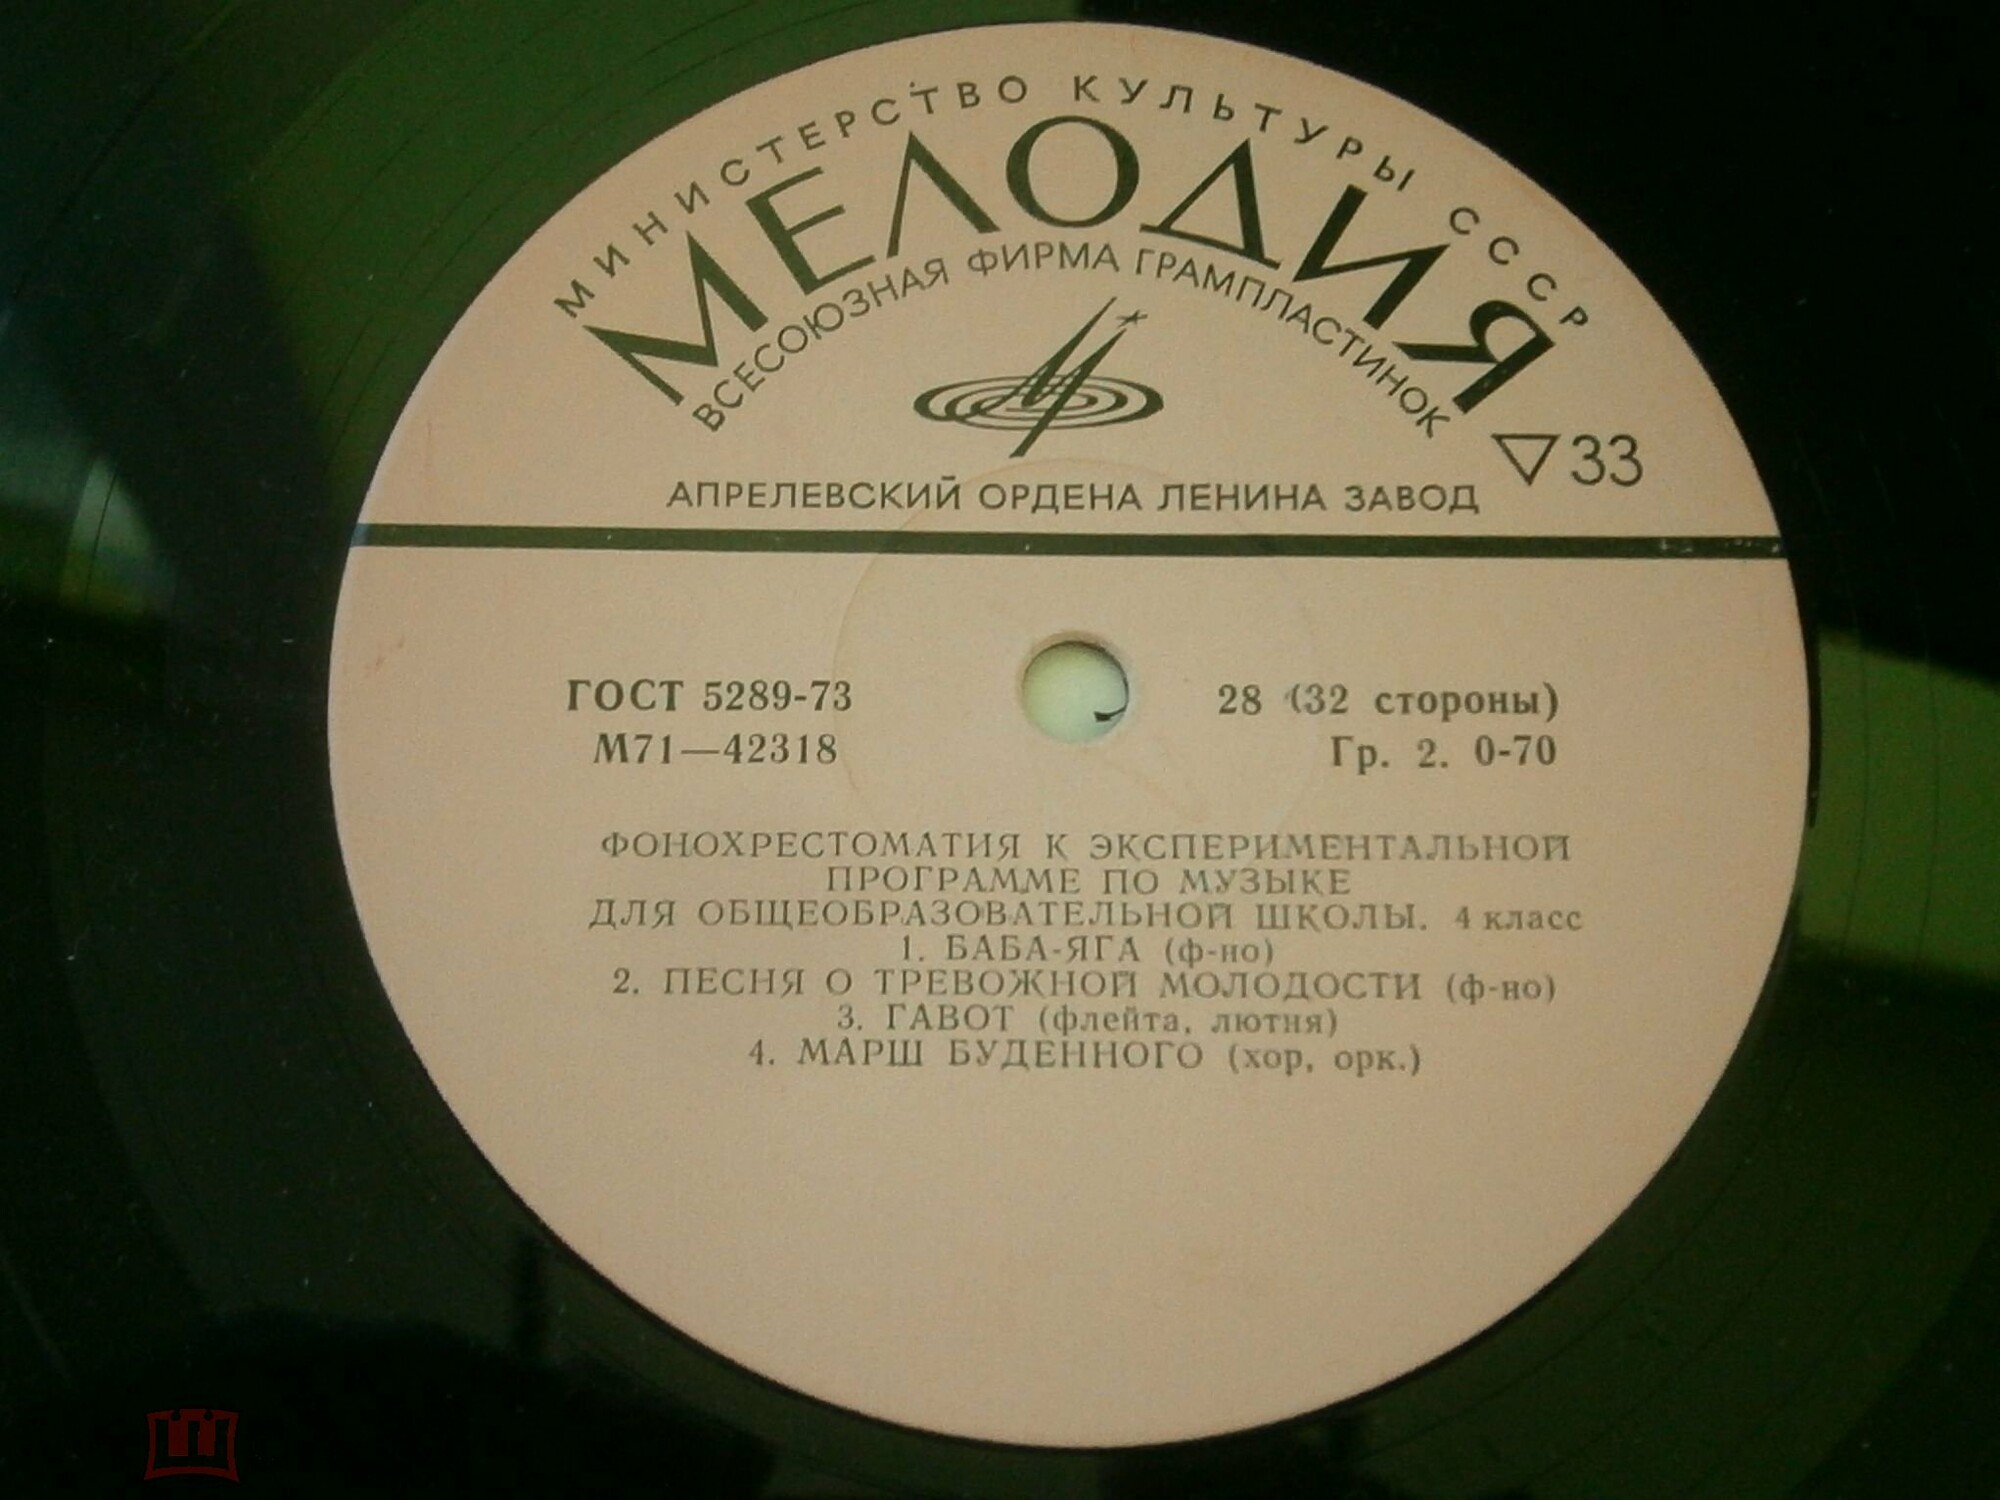 МИНИСТЕРСТВО КУЛЬТУРЫ СССР
МЕЛОДИЯ
ВСЕСОЮЗНАЯ ФИРМА ГРАМПЛАСТИНОК
▽33
АПРЕЛЕВСКИЙ ОРДЕНА ЛЕНИНА ЗАВОД
ГОСТ 5289-73
М71—42318
28 (32 стороны)
Гр. 2. 0-70
ФОНОХРЕСТОМАТИЯ К ЭКСПЕРИМЕНТАЛЬНОЙ
ПРОГРАММЕ ПО МУЗЫКЕ
ДЛЯ ОБЩЕОБРАЗОВАТЕЛЬНОЙ ШКОЛЫ. 4 класс
1. БАБА-ЯГА (ф-но)
2. ПЕСНЯ О ТРЕВОЖНОЙ МОЛОДОСТИ (ф-но)
3. ГАВОТ (флейта, лютня)
4. МАРШ БУДЕННОГО (хор, орк.)